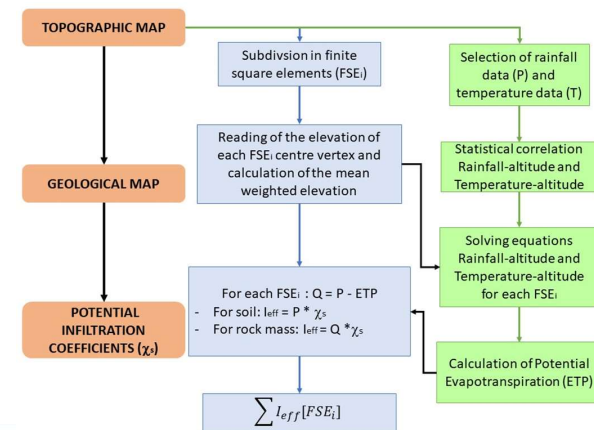 TOPOGRAPHIC MAP
GEOLOGICAL MAP
POTENTIAL
INFILTRATION
COEFFICIENTS (χs)
Subdivsion in finite
square elements (FSEi)
Reading of the elevation of
each FSEi centre vertex and
calculation of the mean
weighted elevation
For each FSEi : Q = P - ETP
- For soil: Ieff = P * χs
- For rock mass: Ieff = Q *χs
∑ Ieff[FSEi]
Selection of rainfall
data (P) and
temperature data (T)
Statistical correlation
Rainfall-altitude and
Temperature-altitude
Solving equations
Rainfall-altitude and
Temperature-altitude
for each FSEi
Calculation of Potential
Evapotranspiration (ETP)